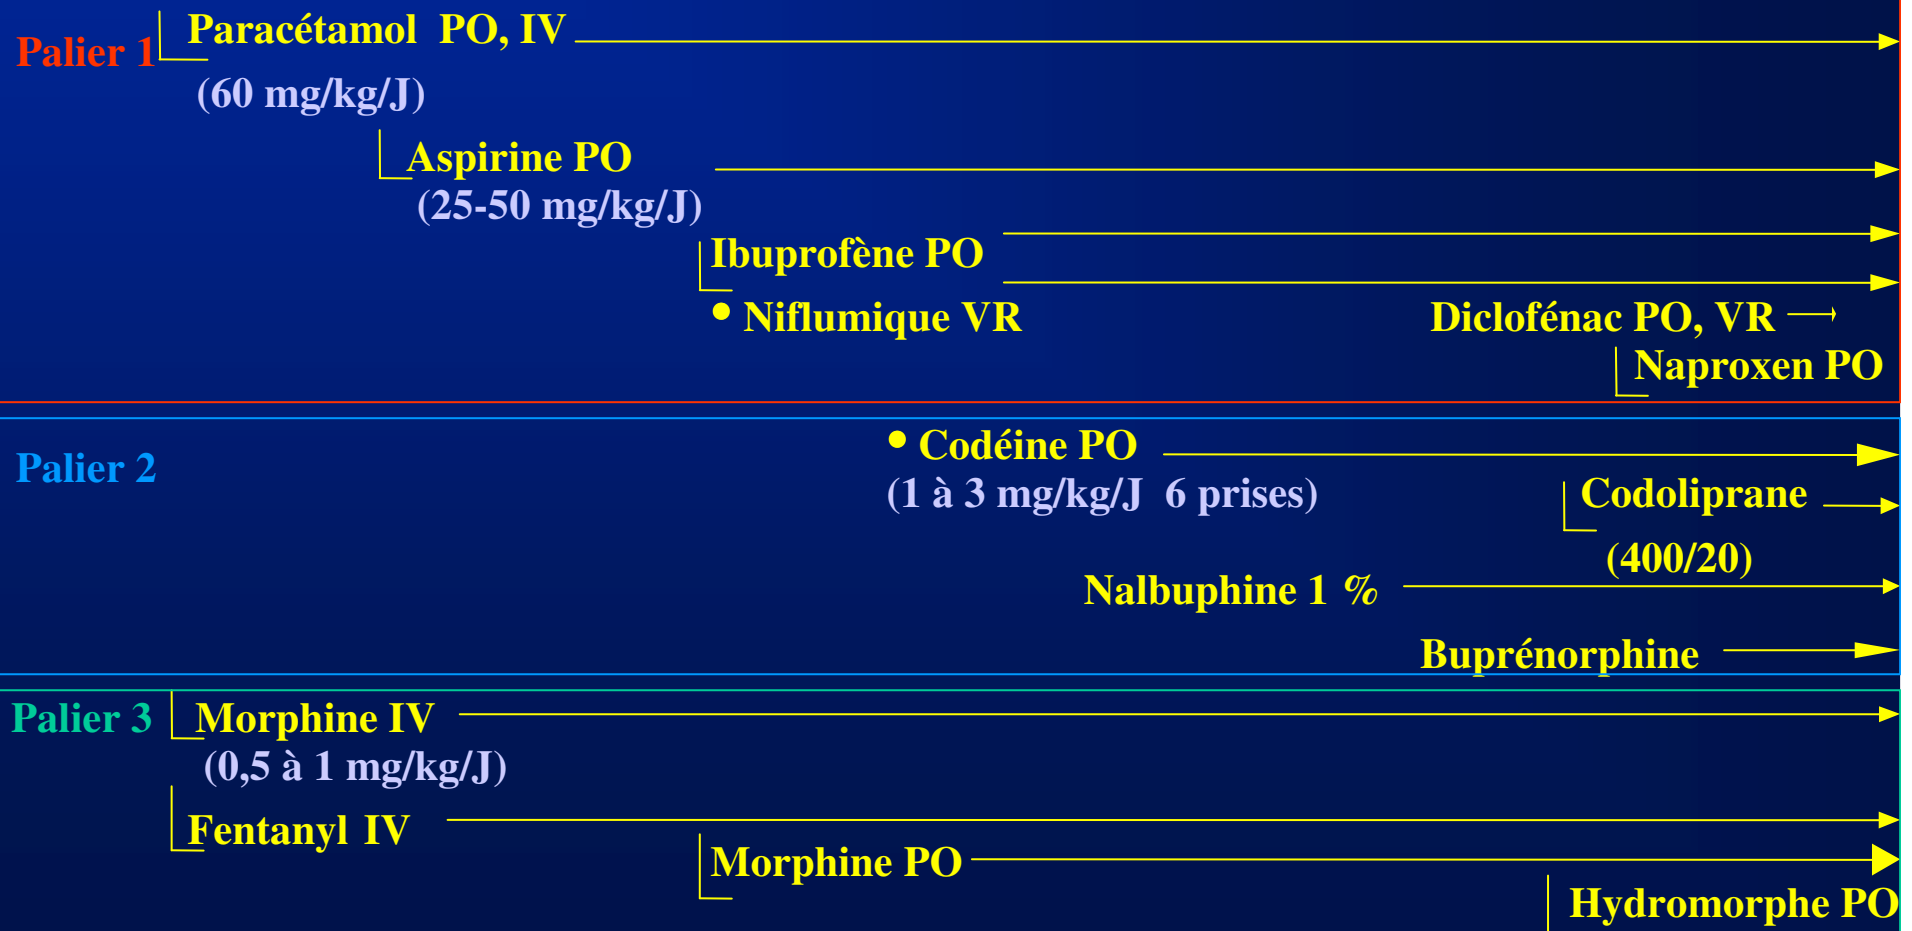 Palier 1
Paracétamol PO, IV
(60 mg/kg/J)
Aspirine PO
(25-50 mg/kg/J)
Ibuprofène PO
• Niflumique VR
Diclofénac PO, VR
Naproxen PO
Palier 2
• Codéine PO
(1 à 3 mg/kg/J 6 prises)
Codoliprane
(400/20)
Nalbuphine 1 %
Buprénorphine
Palier 3
Morphine IV
(0,5 à 1 mg/kg/J)
Fentanyl IV
Morphine PO
Hydromorphe PO